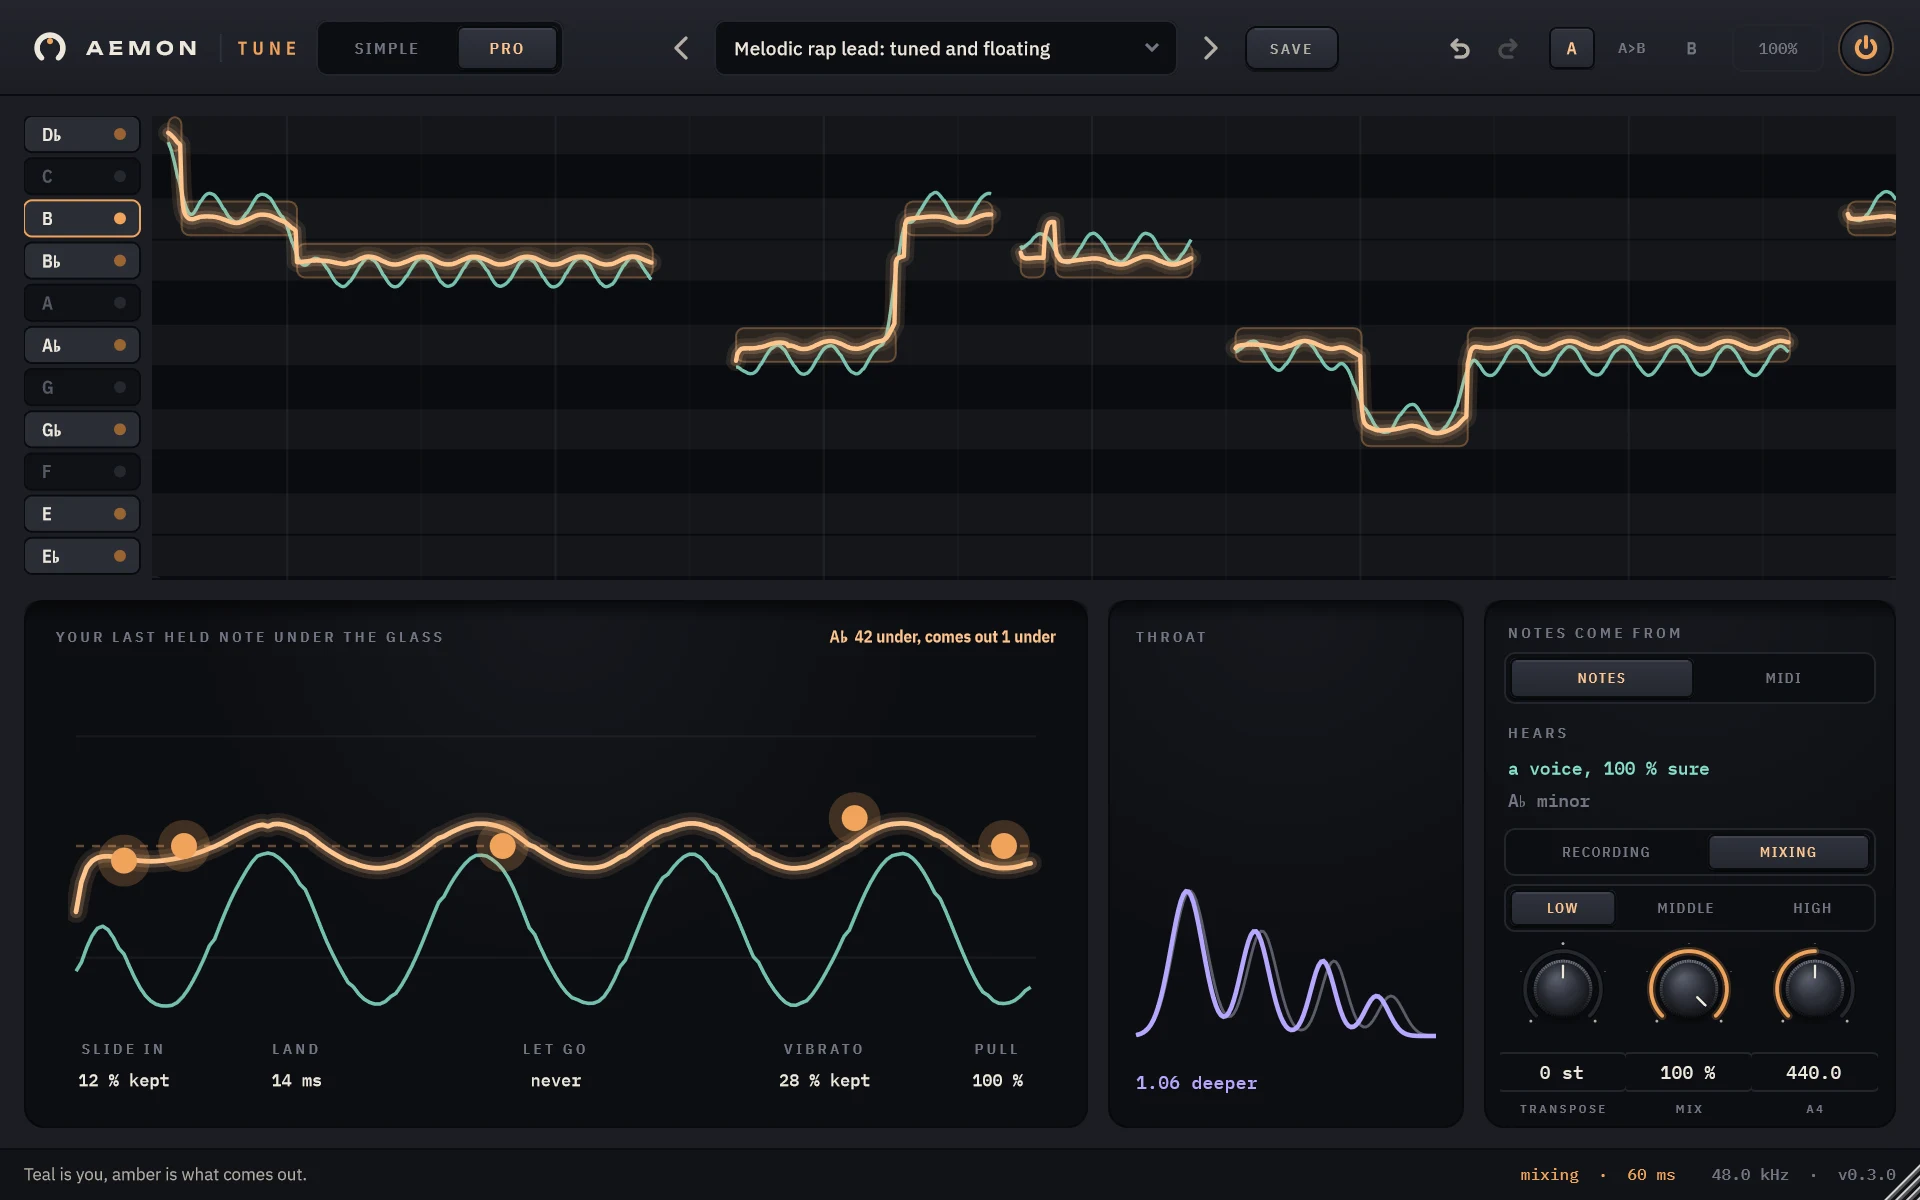 AEMON TUNE
SIMPLE PRO
Melodic rap lead: tuned and floating
SAVE
A A>B B 100%
D♭
C
B
B♭
A
A♭
G
G♭
F
E
E♭
YOUR LAST HELD NOTE UNDER THE GLASS
A♭ 42 under, comes out 1 under
SLIDE IN LAND LET GO VIBRATO PULL
12 % kept 14 ms never 28 % kept 100 %
THROAT
1.06 deeper
NOTES COME FROM
NOTES MIDI
HEARS
a voice, 100 % sure
A♭ minor
RECORDING MIXING
LOW MIDDLE HIGH
0 st 100 % 440.0
TRANSPOSE MIX A4
Teal is you, amber is what comes out.
mixing · 60 ms 48.0 kHz · v0.3.0